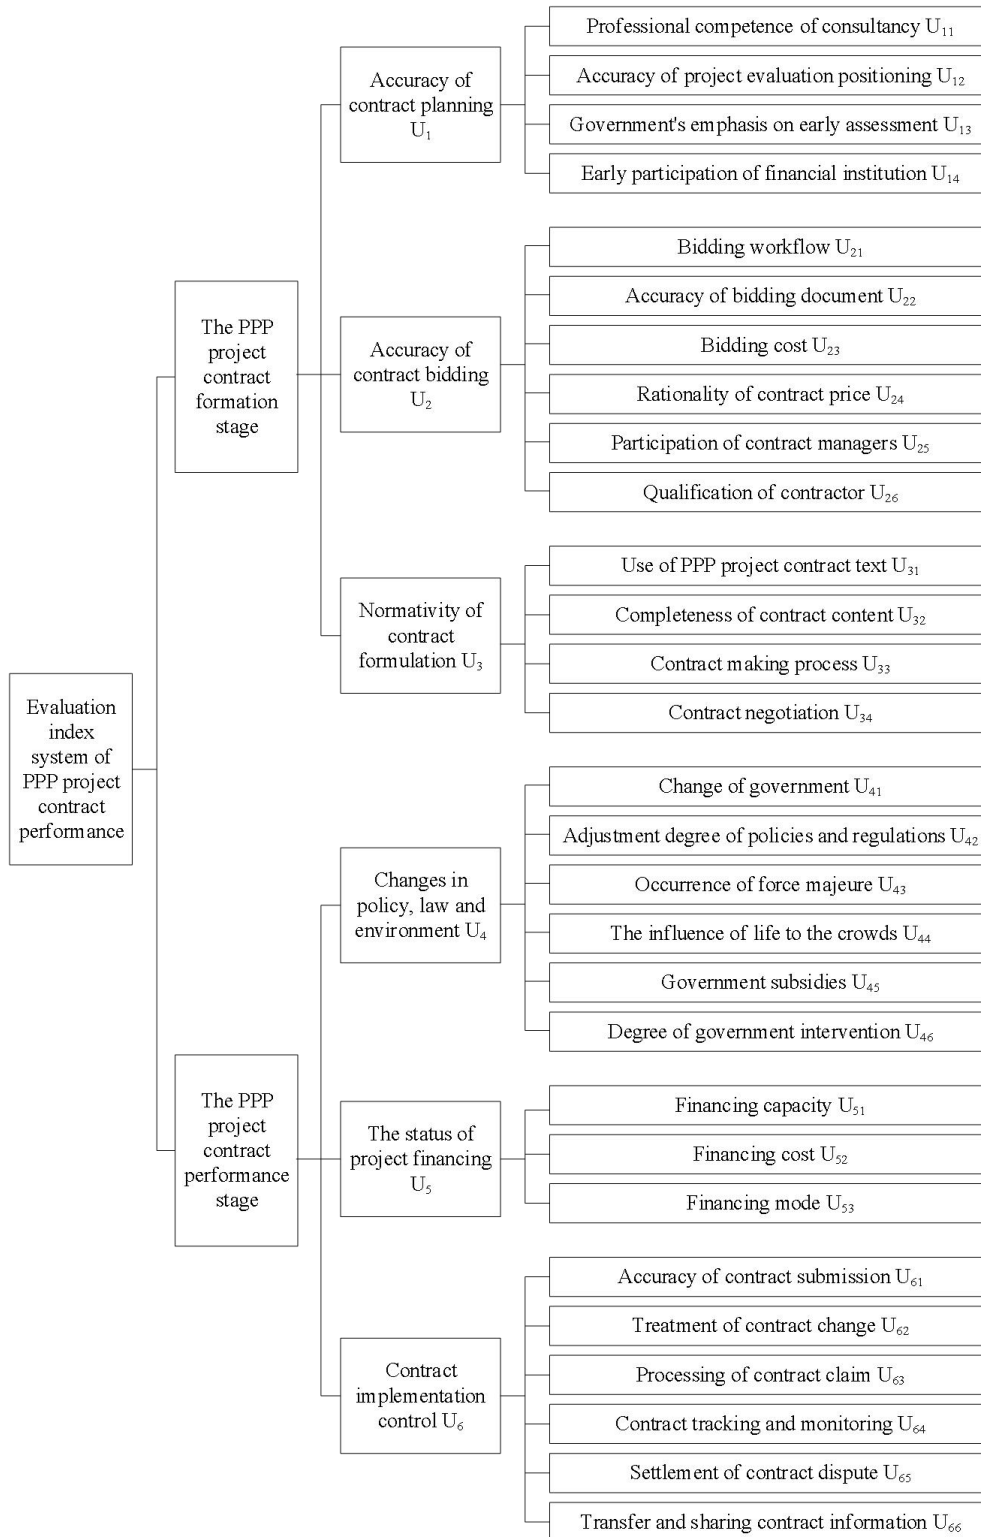 Evaluation
index
system of
PPP project
contract
performance
The PPP
project
contract
formation
stage
Accuracy of
contract planning
U₁
Professional competence of consultancy U₁₁
Accuracy of project evaluation positioning U₁₂
Government's emphasis on early assessment U₁₃
Early participation of financial institution U₁₄
Accuracy of
contract bidding
U₂
Bidding workflow U₂₁
Accuracy of bidding document U₂₂
Bidding cost U₂₃
Rationality of contract price U₂₄
Participation of contract managers U₂₅
Qualification of contractor U₂₆
Normativity of
contract
formulation U₃
Use of PPP project contract text U₃₁
Completeness of contract content U₃₂
Contract making process U₃₃
Contract negotiation U₃₄
The PPP
project
contract
performance
stage
Changes in
policy, law and
environment U₄
Change of government U₄₁
Adjustment degree of policies and regulations U₄₂
Occurrence of force majeure U₄₃
The influence of life to the crowds U₄₄
Government subsidies U₄₅
Degree of government intervention U₄₆
The status of
project financing
U₅
Financing capacity U₅₁
Financing cost U₅₂
Financing mode U₅₃
Contract
implementation
control U₆
Accuracy of contract submission U₆₁
Treatment of contract change U₆₂
Processing of contract claim U₆₃
Contract tracking and monitoring U₆₄
Settlement of contract dispute U₆₅
Transfer and sharing contract information U₆₆